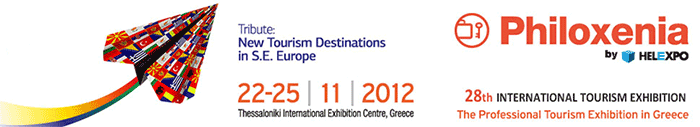 Tribute:
New Tourism Destinations
in S.E. Europe
22-25 | 11 | 2012
Thessaloniki International Exhibition Centre, Greece
Philoxenia
by HELEXPO
28th INTERNATIONAL TOURISM EXHIBITION
The Professional Tourism Exhibition in Greece